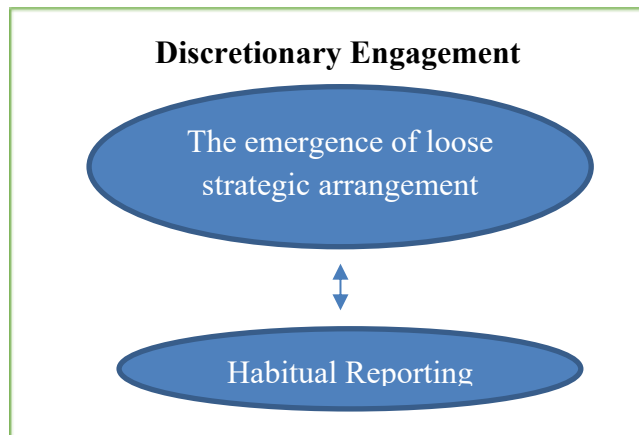 Discretionary Engagement
The emergence of loose
strategic arrangement
Habitual Reporting